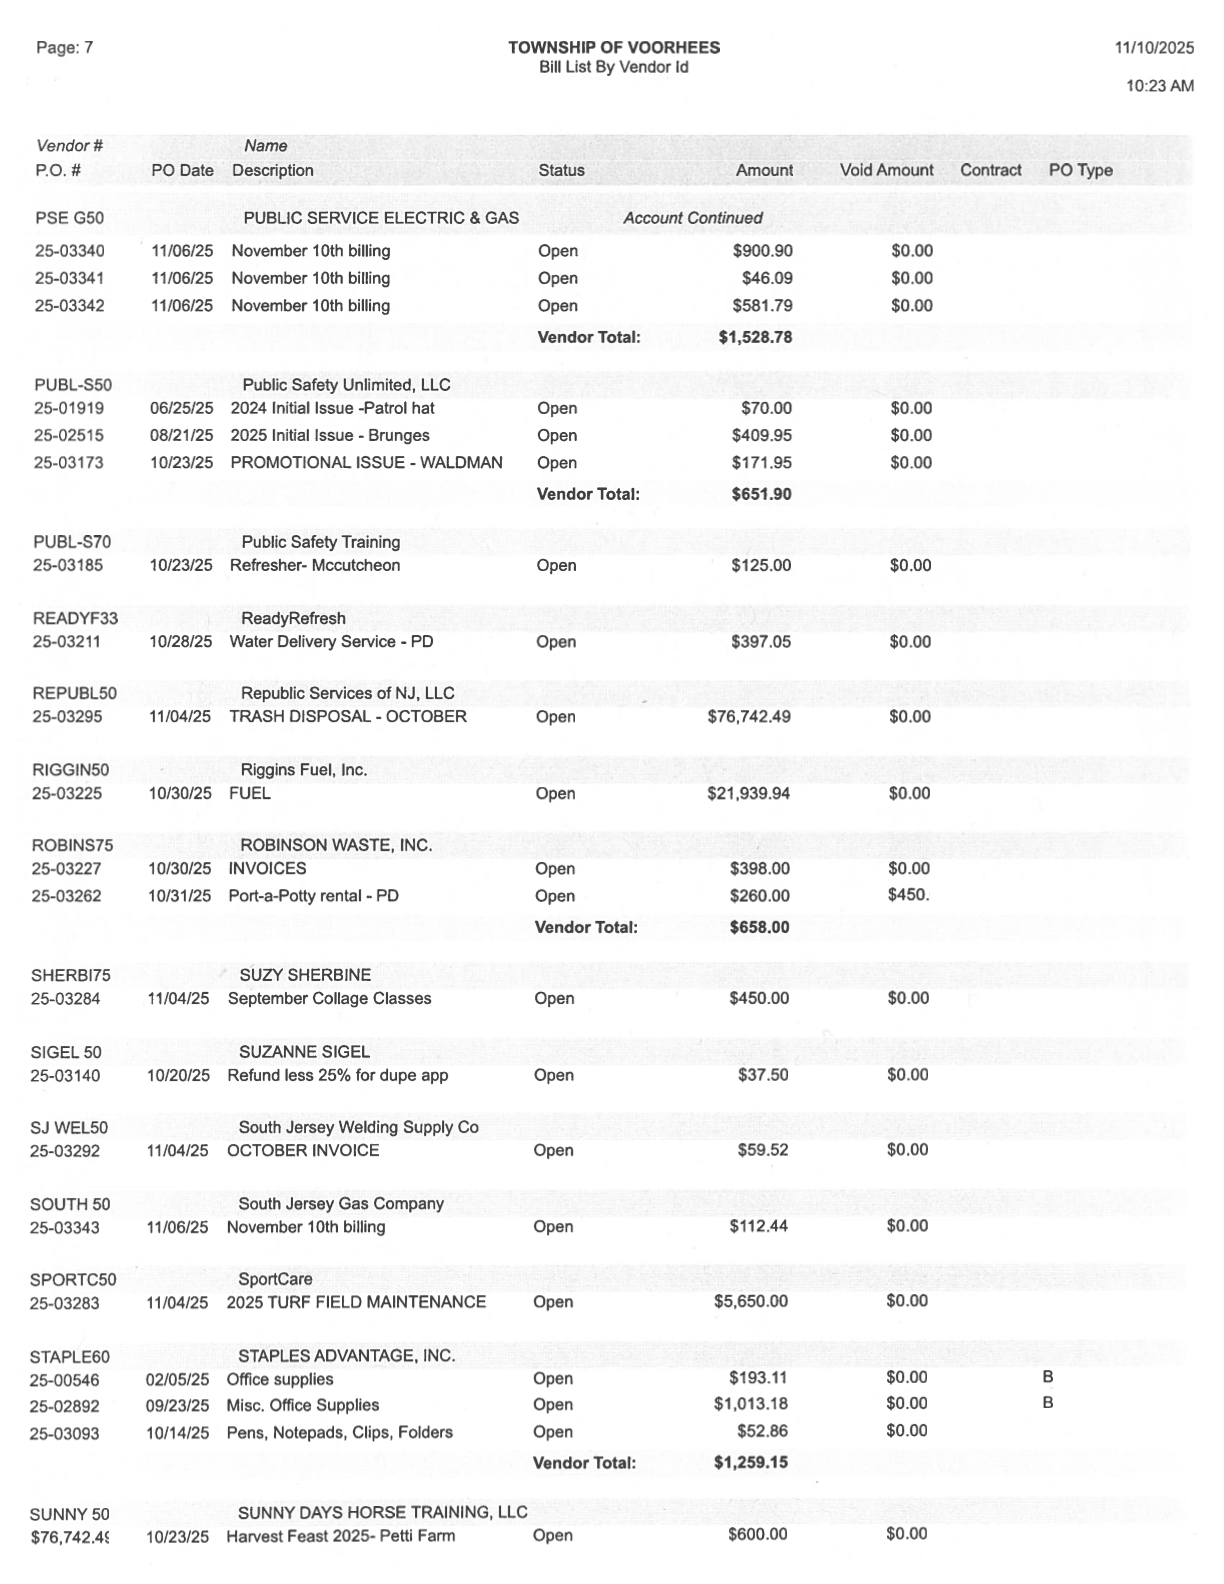 Page: 7 TOWNSHIP OF VOORHEES 11/10/2025
Bill List By Vendor Id
10:23 AM
Vendor # Name
P.O. # PO Date Description Status Amount Void Amount Contract PO Type
PSE G50 PUBLIC SERVICE ELECTRIC & GAS Account Continued
25-03340 11/06/25 November 10th billing Open $900.90 $0.00
25-03341 11/06/25 November 10th billing Open $46.09 $0.00
25-03342 11/06/25 November 10th billing Open $581.79 $0.00
Vendor Total: $1,528.78
PUBL-S50 Public Safety Unlimited, LLC
25-01919 06/25/25 2024 Initial Issue -Patrol hat Open $70.00 $0.00
25-02515 08/21/25 2025 Initial Issue - Brunges Open $409.95 $0.00
25-03173 10/23/25 PROMOTIONAL ISSUE - WALDMAN Open $171.95 $0.00
Vendor Total: $651.90
PUBL-S70 Public Safety Training
25-03185 10/23/25 Refresher- Mccutcheon Open $125.00 $0.00
READYF33 ReadyRefresh
25-03211 10/28/25 Water Delivery Service - PD Open $397.05 $0.00
REPUBL50 Republic Services of NJ, LLC
25-03295 11/04/25 TRASH DISPOSAL - OCTOBER Open $76,742.49 $0.00
RIGGIN50 Riggins Fuel, Inc.
25-03225 10/30/25 FUEL Open $21,939.94 $0.00
ROBINS75 ROBINSON WASTE, INC.
25-03227 10/30/25 INVOICES Open $398.00 $0.00
25-03262 10/31/25 Port-a-Potty rental - PD Open $260.00 $450.
Vendor Total: $658.00
SHERBI75 SUZY SHERBINE
25-03284 11/04/25 September Collage Classes Open $450.00 $0.00
SIGEL 50 SUZANNE SIGEL
25-03140 10/20/25 Refund less 25% for dupe app Open $37.50 $0.00
SJ WEL50 South Jersey Welding Supply Co
25-03292 11/04/25 OCTOBER INVOICE Open $59.52 $0.00
SOUTH 50 South Jersey Gas Company
25-03343 11/06/25 November 10th billing Open $112.44 $0.00
SPORTC50 SportCare
25-03283 11/04/25 2025 TURF FIELD MAINTENANCE Open $5,650.00 $0.00
STAPLE60 STAPLES ADVANTAGE, INC.
25-00546 02/05/25 Office supplies Open $193.11 $0.00 B
25-02892 09/23/25 Misc. Office Supplies Open $1,013.18 $0.00 B
25-03093 10/14/25 Pens, Notepads, Clips, Folders Open $52.86 $0.00
Vendor Total: $1,259.15
SUNNY 50 SUNNY DAYS HORSE TRAINING, LLC
$76,742.49 10/23/25 Harvest Feast 2025- Petti Farm Open $600.00 $0.00